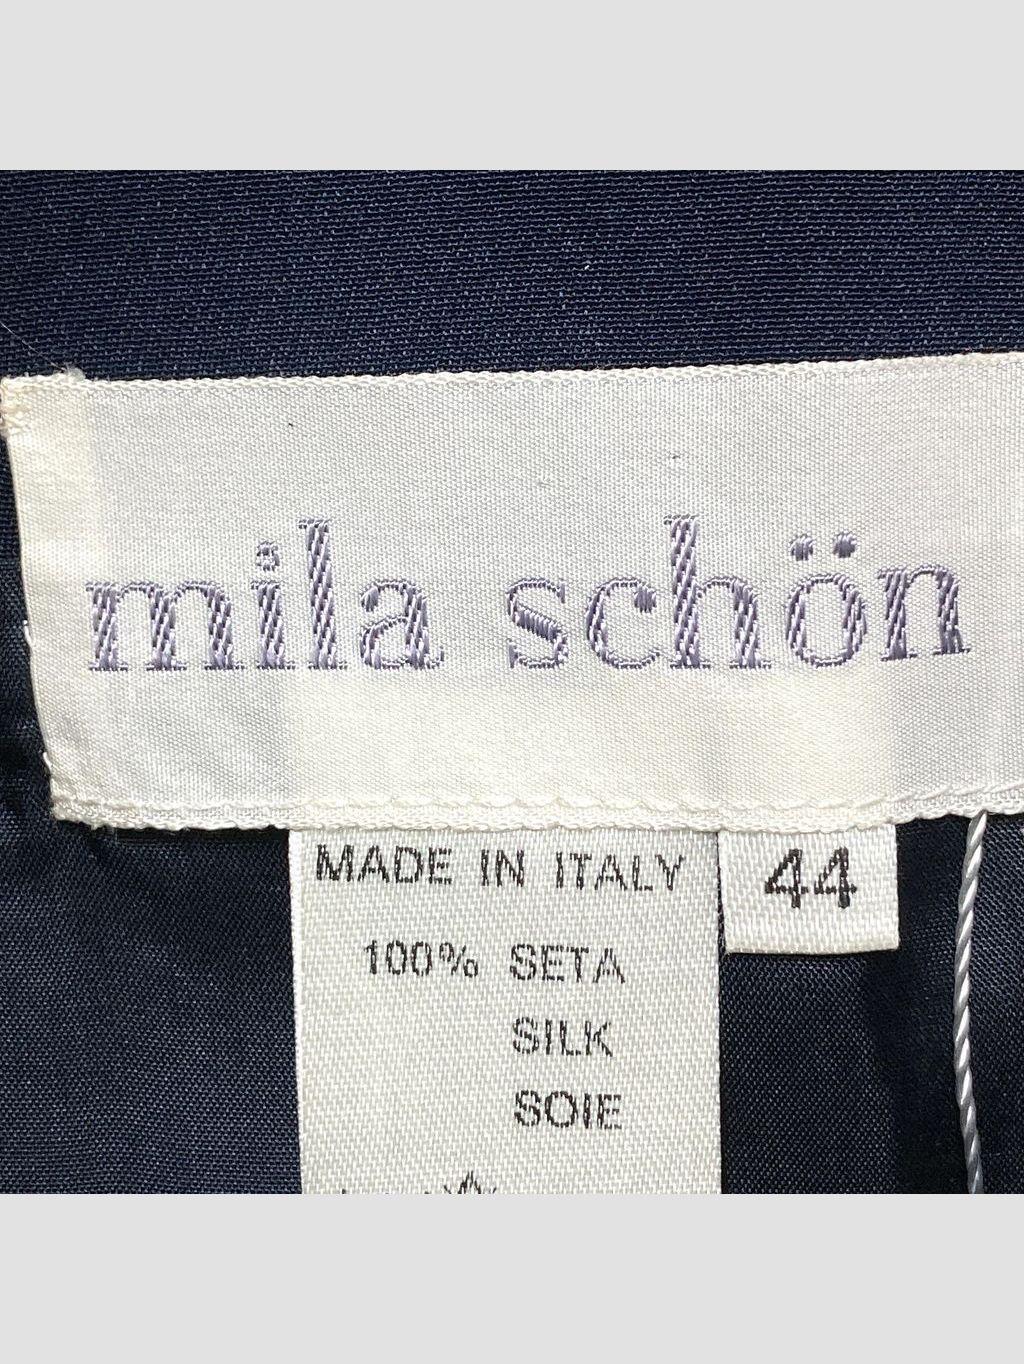 mila schön
MADE IN ITALY
44
100% SETA
SILK
SOIE